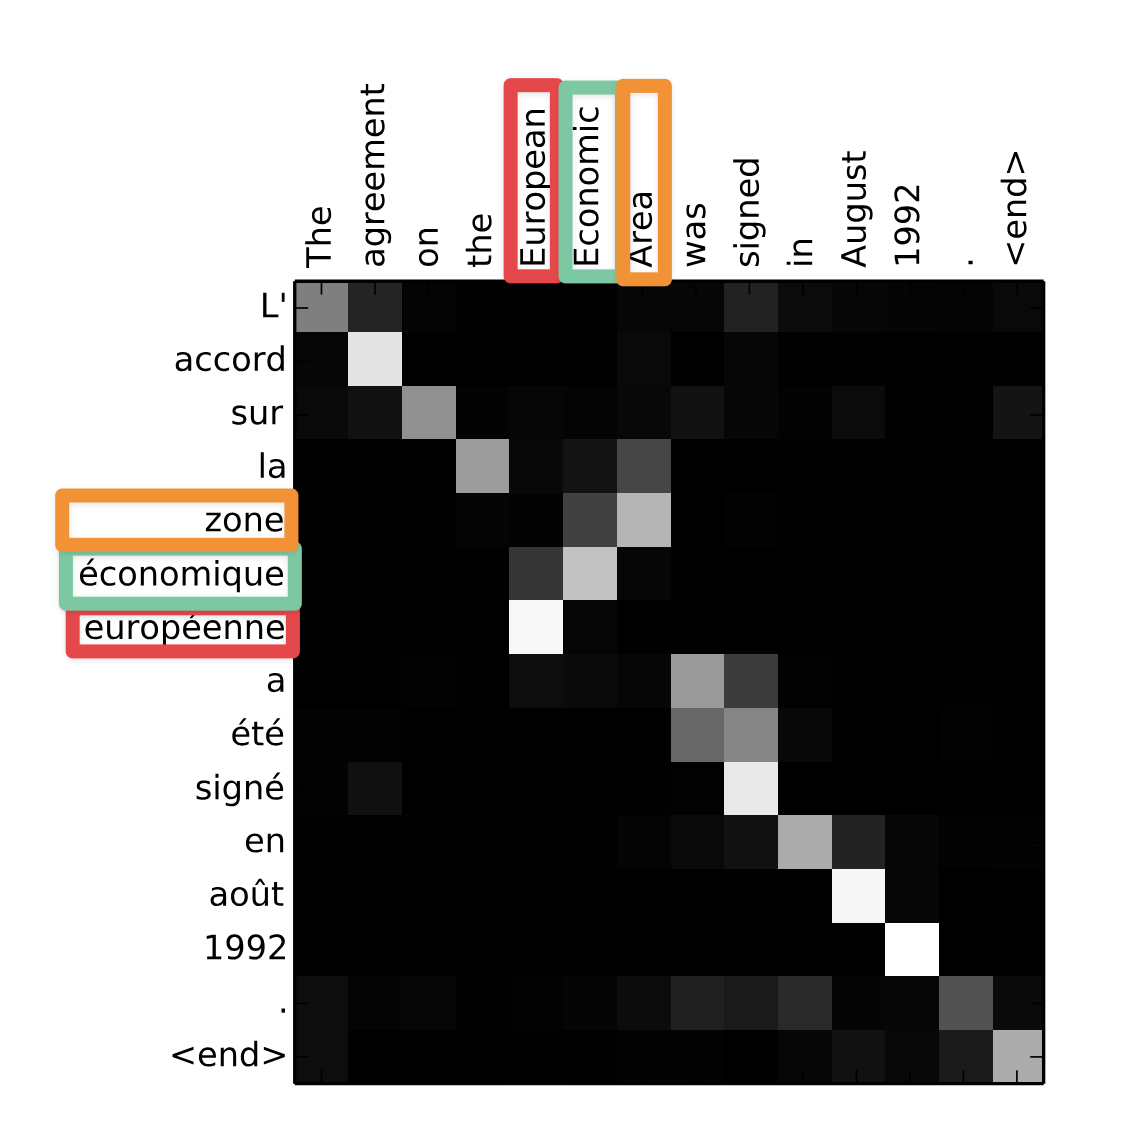 The agreement on the European Economic Area was signed in August 1992 . <end>
L'
accord
sur
la
zone
économique
européenne
a
été
signé
en
août
1992
.
<end>